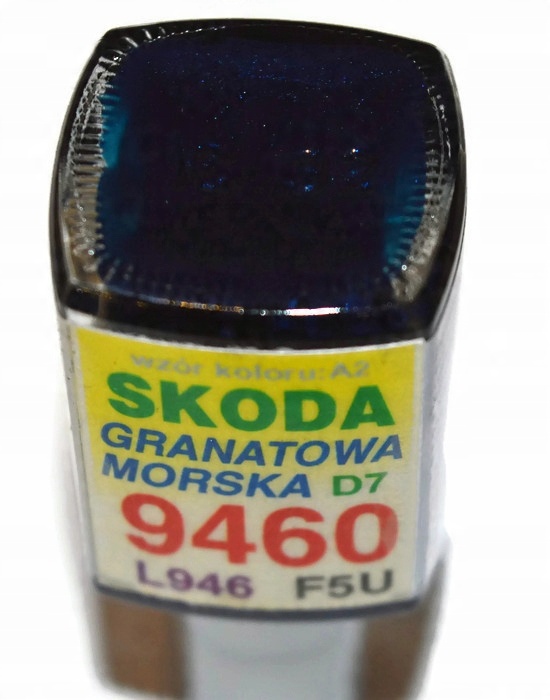 wzór koloru: A2
SKODA
GRANATOWA
MORSKA D7
9460
L946 F5U